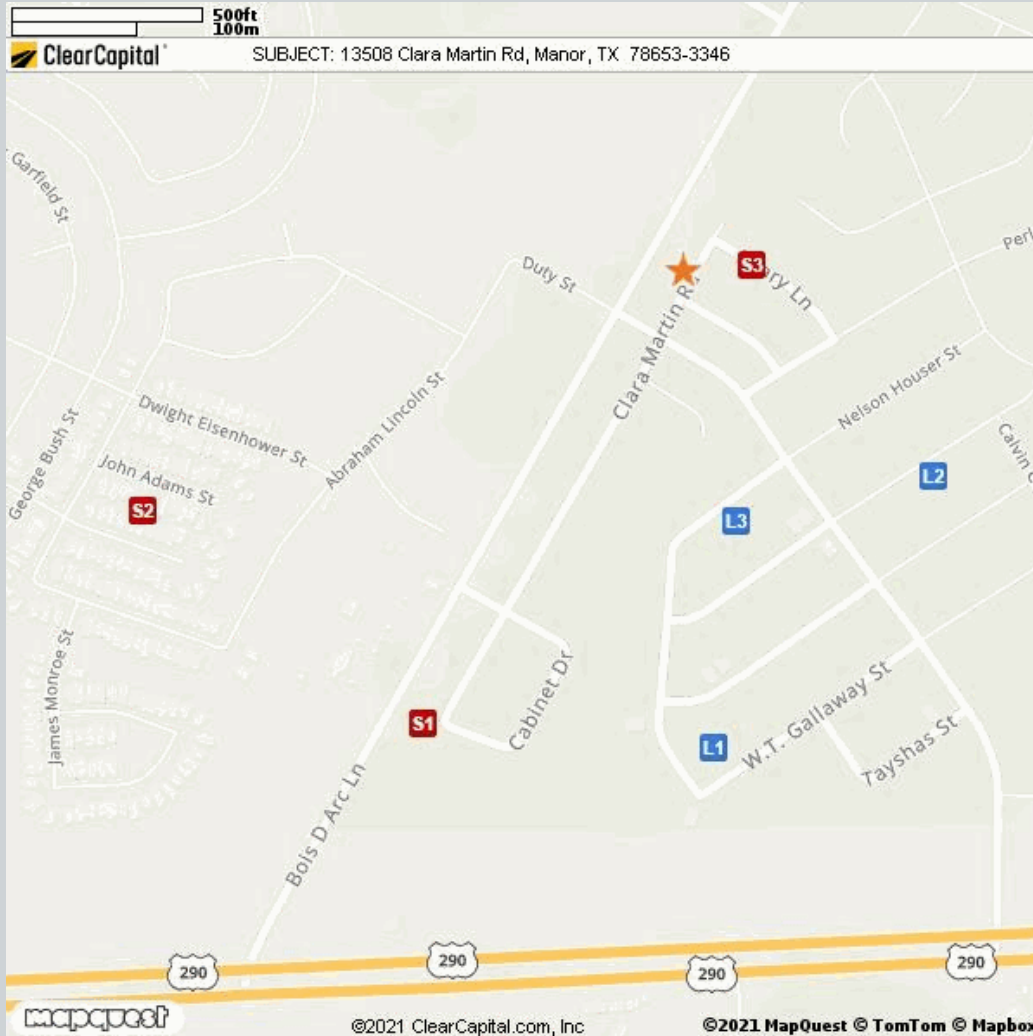 500ft
100m
ClearCapital
SUBJECT: 13508 Clara Martin Rd, Manor, TX 78653-3346
Garfield St
Duty St
S3
ery Ln
Perl
Clara Martin R
Nelson Houser St
Dwight Eisenhower St
Abraham Lincoln St
George Bush St
John Adams St
S2
L2
Calvin
L3
James Monroe St
S1
Cabinet Dr
L1
W.T. Gallaway St
Tayshas St
Bois D Arc Ln
290
290
290
290
mapquest
©2021 ClearCapital.com, Inc
©2021 MapQuest © TomTom © Mapbox